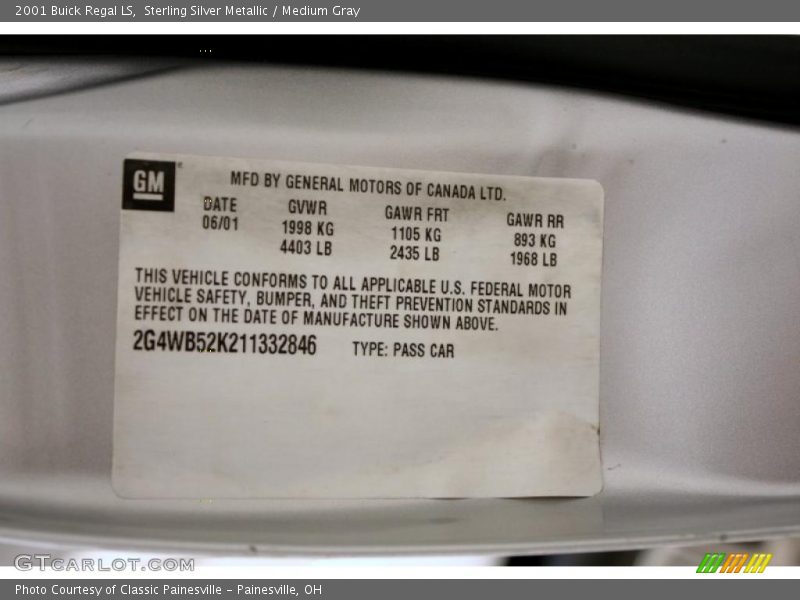 2001 Buick Regal LS, Sterling Silver Metallic / Medium Gray
GM
MFD BY GENERAL MOTORS OF CANADA LTD.
DATE GVWR GAWR FRT GAWR RR
06/01 1998 KG 1105 KG 893 KG
4403 LB 2435 LB 1968 LB
THIS VEHICLE CONFORMS TO ALL APPLICABLE U.S. FEDERAL MOTOR
VEHICLE SAFETY, BUMPER, AND THEFT PREVENTION STANDARDS IN
EFFECT ON THE DATE OF MANUFACTURE SHOWN ABOVE.
2G4WB52K211332846 TYPE: PASS CAR
GTCARLOT.COM
Photo Courtesy of Classic Painesville - Painesville, OH